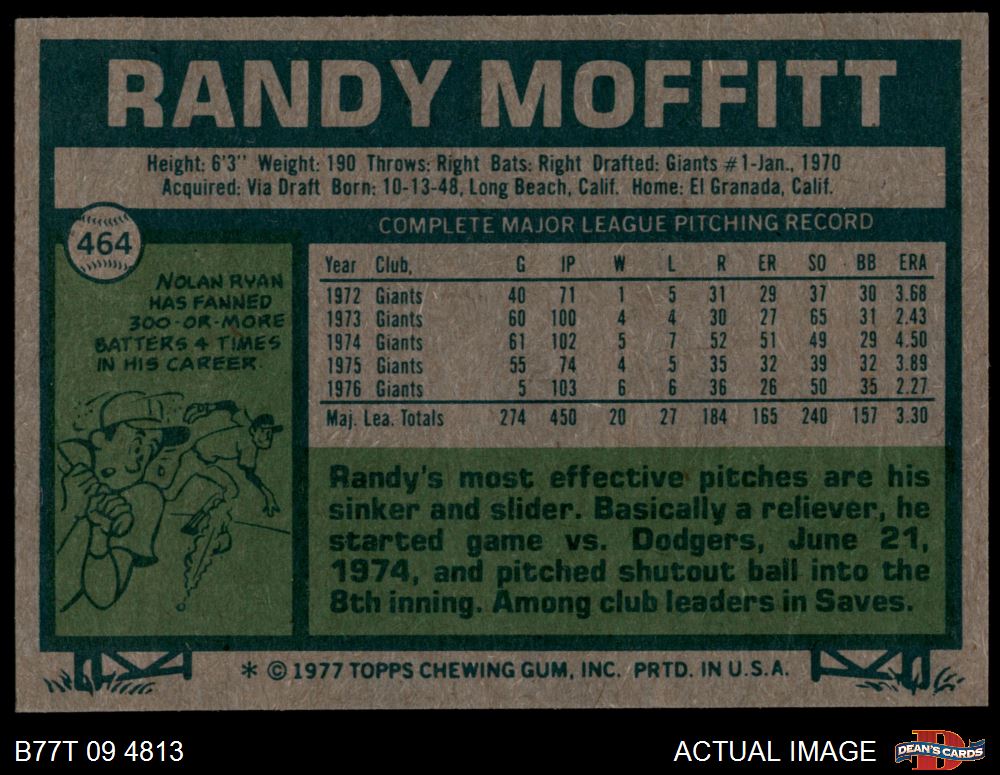 RANDY MOFFITT
Height: 6'3" Weight: 190 Throws: Right Bats: Right Drafted: Giants #1-Jan., 1970
Acquired: Via Draft Born: 10-13-48, Long Beach, Calif. Home: El Granada, Calif.
464
NOLAN RYAN
HAS FANNED
300-OR-MORE
BATTERS 4 TIMES
IN HIS CAREER.
COMPLETE MAJOR LEAGUE PITCHING RECORD
Year Club, G IP W L R ER SO BB ERA
1972 Giants 40 71 1 5 31 29 37 30 3.68
1973 Giants 60 100 4 4 30 27 65 31 2.43
1974 Giants 61 102 5 7 52 51 49 29 4.50
1975 Giants 55 74 4 5 35 32 39 32 3.89
1976 Giants 5 103 6 6 36 26 50 35 2.27
Maj. Lea. Totals 274 450 20 27 184 165 240 157 3.30
Randy's most effective pitches are his
sinker and slider. Basically a reliever, he
started game vs. Dodgers, June 21,
1974, and pitched shutout ball into the
8th inning. Among club leaders in Saves.
* © 1977 TOPPS CHEWING GUM, INC. PRTD. IN U.S.A.
B77T 09 4813
ACTUAL IMAGE
D
DEAN'S CARDS